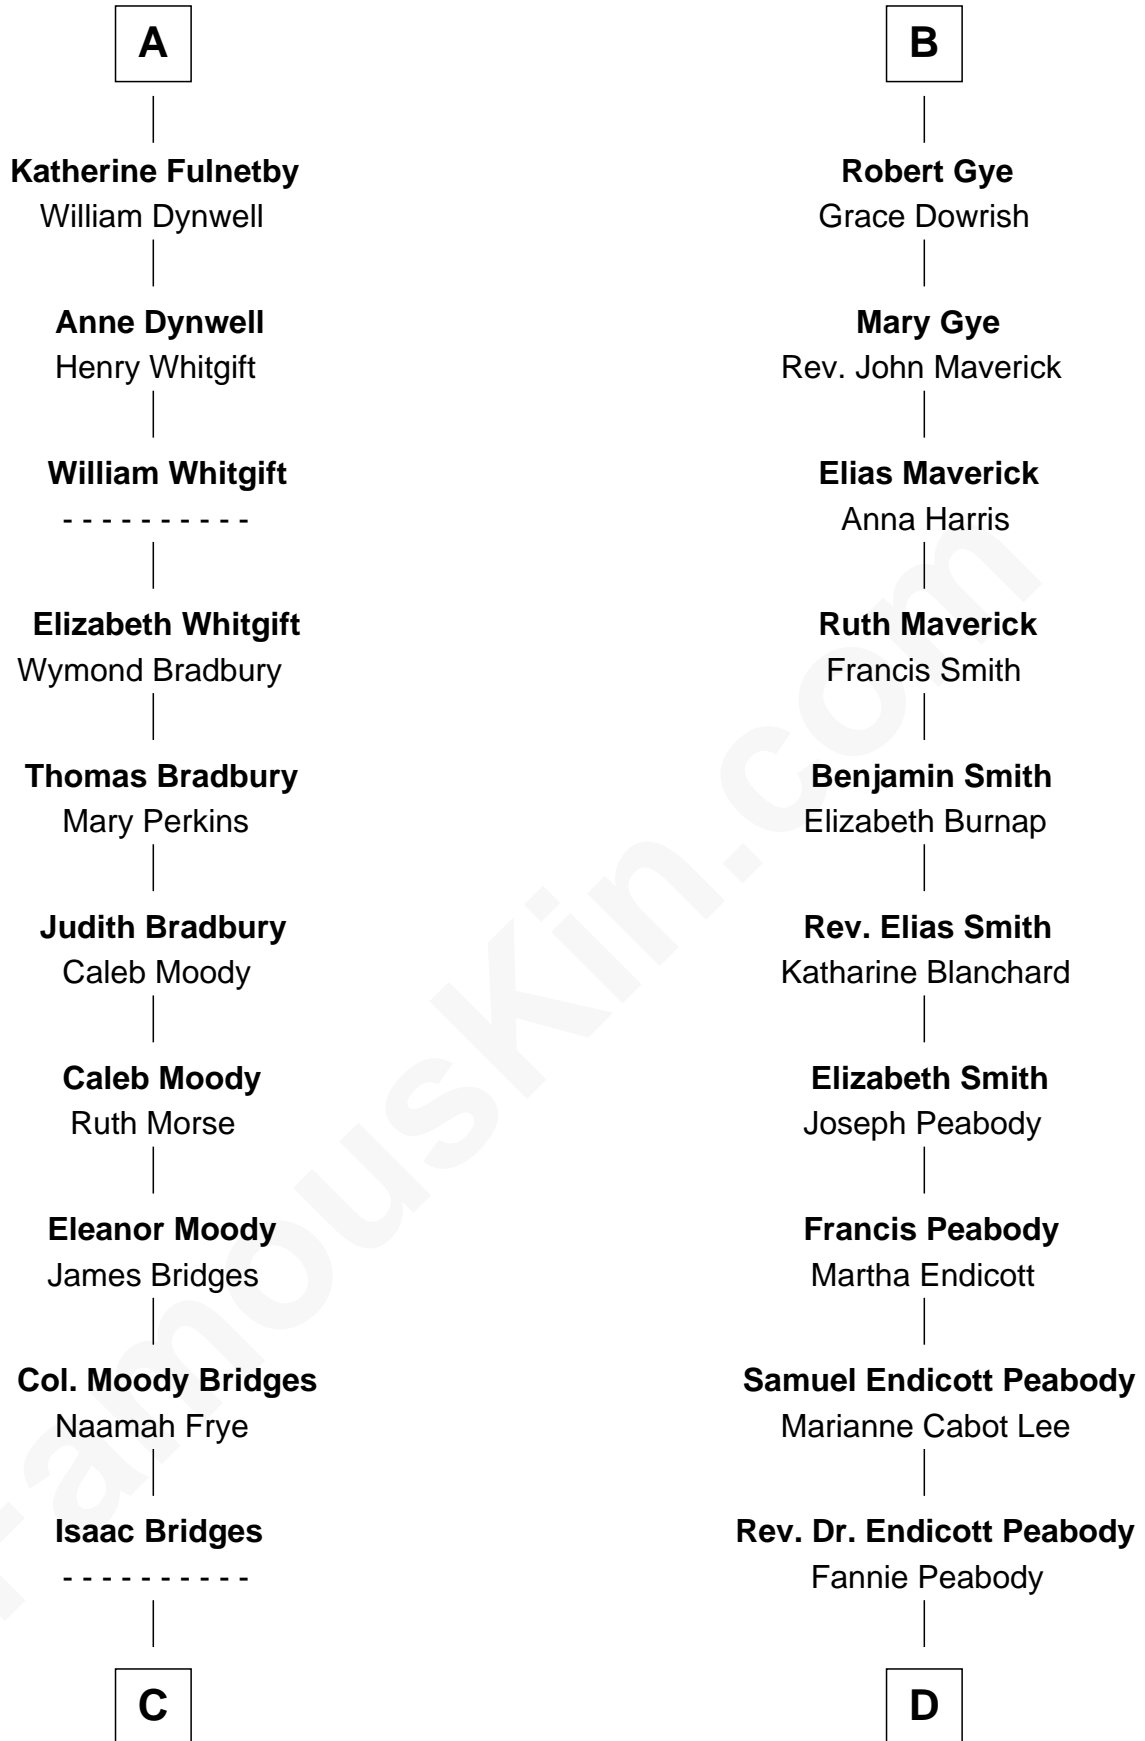 A
Katherine Fulnetby
William Dynwell
Anne Dynwell
Henry Whitgift
William Whitgift
- - - - - - - - - -
Elizabeth Whitgift
Wymond Bradbury
Thomas Bradbury
Mary Perkins
Judith Bradbury
Caleb Moody
Caleb Moody
Ruth Morse
Eleanor Moody
James Bridges
Col. Moody Bridges
Naamah Frye
Isaac Bridges
- - - - - - - - - -
C
B
Robert Gye
Grace Dowrish
Mary Gye
Rev. John Maverick
Elias Maverick
Anna Harris
Ruth Maverick
Francis Smith
Benjamin Smith
Elizabeth Burnap
Rev. Elias Smith
Katharine Blanchard
Elizabeth Smith
Joseph Peabody
Francis Peabody
Martha Endicott
Samuel Endicott Peabody
Marianne Cabot Lee
Rev. Dr. Endicott Peabody
Fannie Peabody
D
FamousKin.com